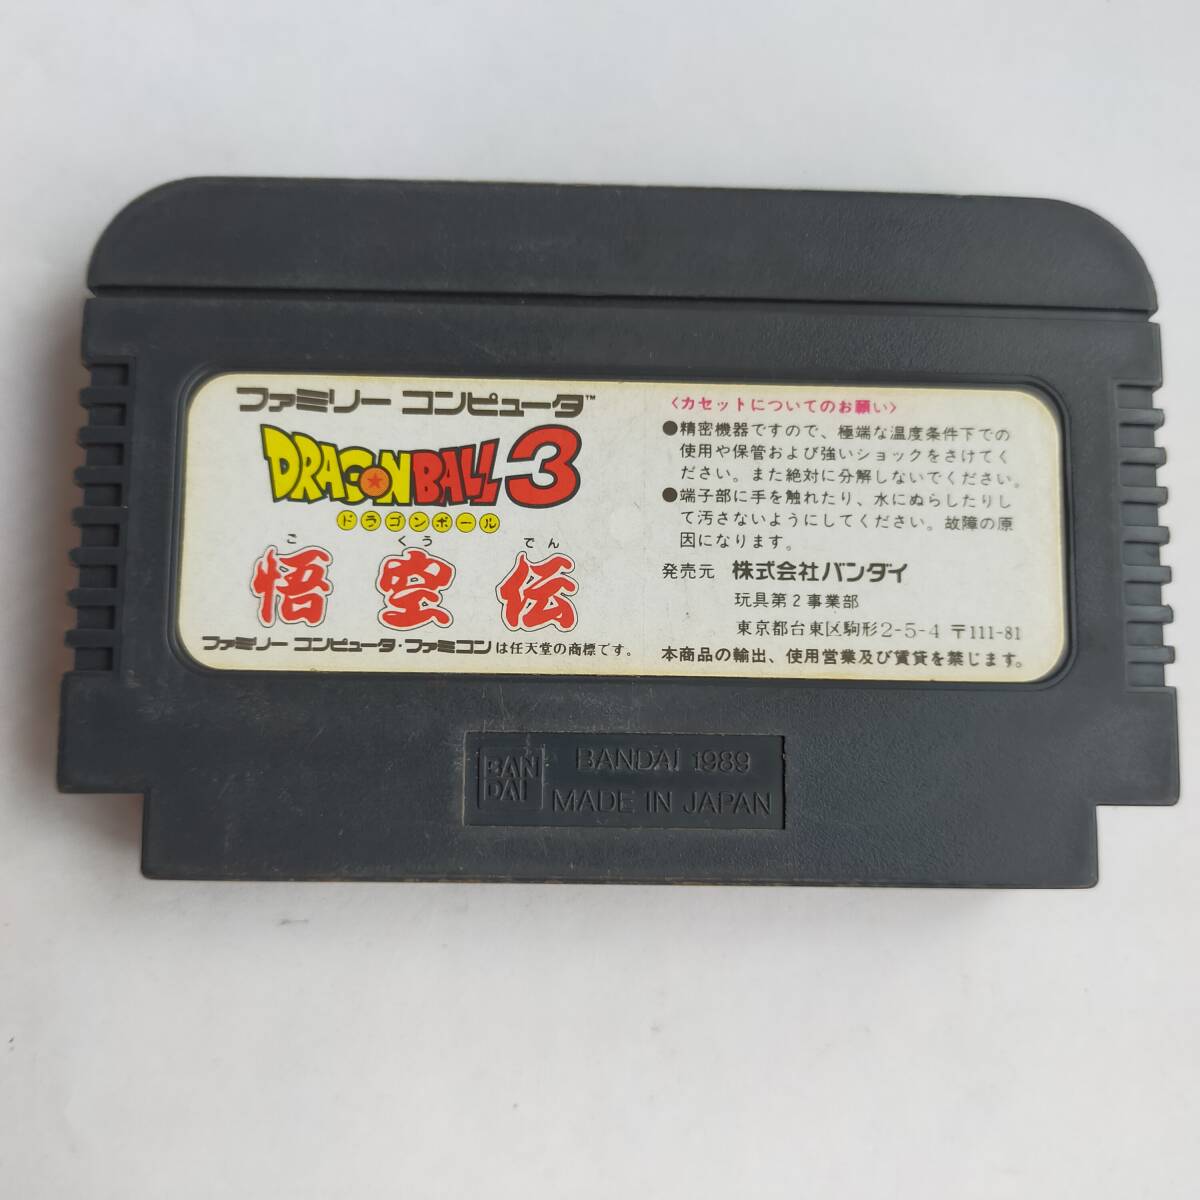 ファミリー コンピュータ™
DRAGON BALL 3
ドラゴンボール
ご くう でん
悟空伝
ファミリー コンピュータ・ファミコンは任天堂の商標です。
〈カセットについてのお願い〉
●精密機器ですので、極端な温度条件下での
使用や保管および強いショックをさけてく
ださい。また絶対に分解しないでください。
●端子部に手を触れたり、水にぬらしたりし
て汚さないようにしてください。故障の原
因になります。
発売元 株式会社バンダイ
玩具第2事業部
東京都台東区駒形2-5-4 〒111-81
本商品の輸出、使用営業及び賃貸を禁じます。
BAN
DAI
BANDAI 1989
MADE IN JAPAN